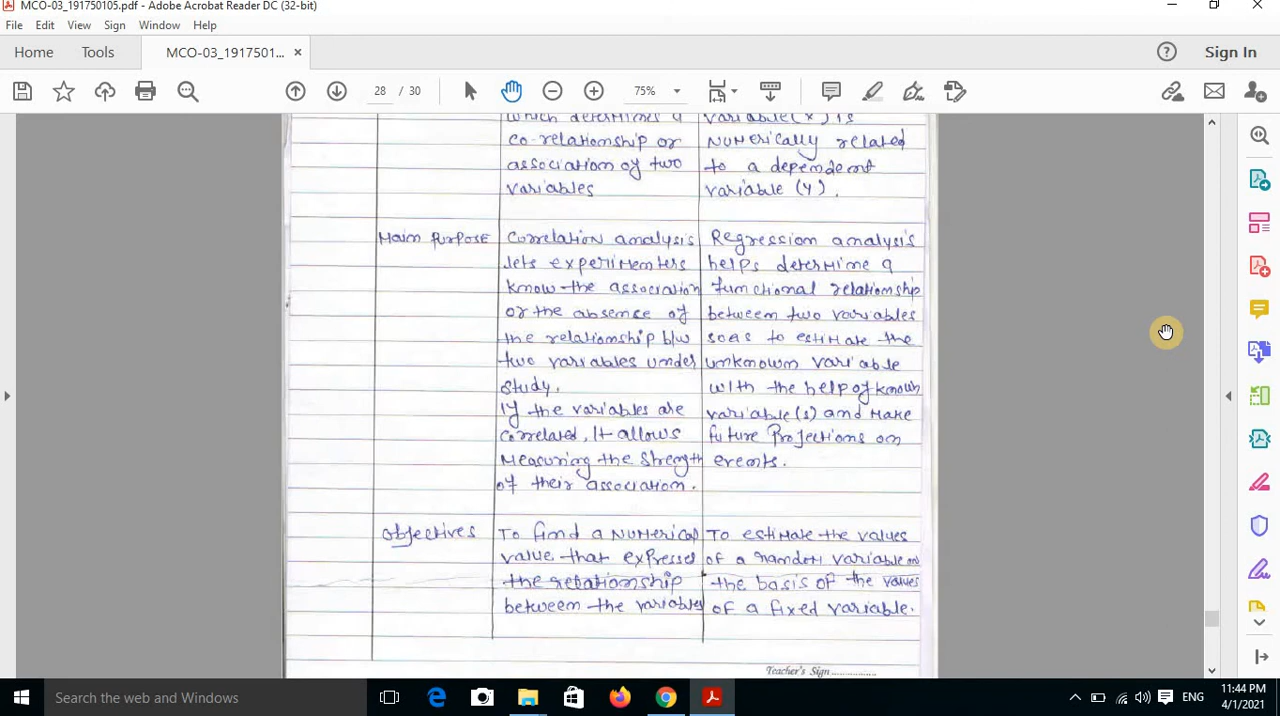 MCO-03_191750105.pdf - Adobe Acrobat Reader DC (32-bit)
File Edit View Sign Window Help
Home Tools MCO-03_1917501... × Sign In
28 / 30 75%
which determines a variable (x) is
co-relationship or NUMerically related
association of two to a dependent
variables variable (Y).
Main purpose Correlation analysis Regression analysis
lets experimenters helps determine a
know the association functional relationship
or the absence of between two variables
the relationship b/w so as to estimate the
two variables under unknown variable
study. with the help of known
If the variables are variable(s) and make
correlated, It allows future Projections on
Measuring the Strength events.
of their association.
objectives To find a Numerical To estimate the values
value that expresses of a random variable on
the relationship the basis of the values
between the variables of a fixed variable.
Teacher's Sign ..............
Search the web and Windows ENG 11:44 PM
4/1/2021